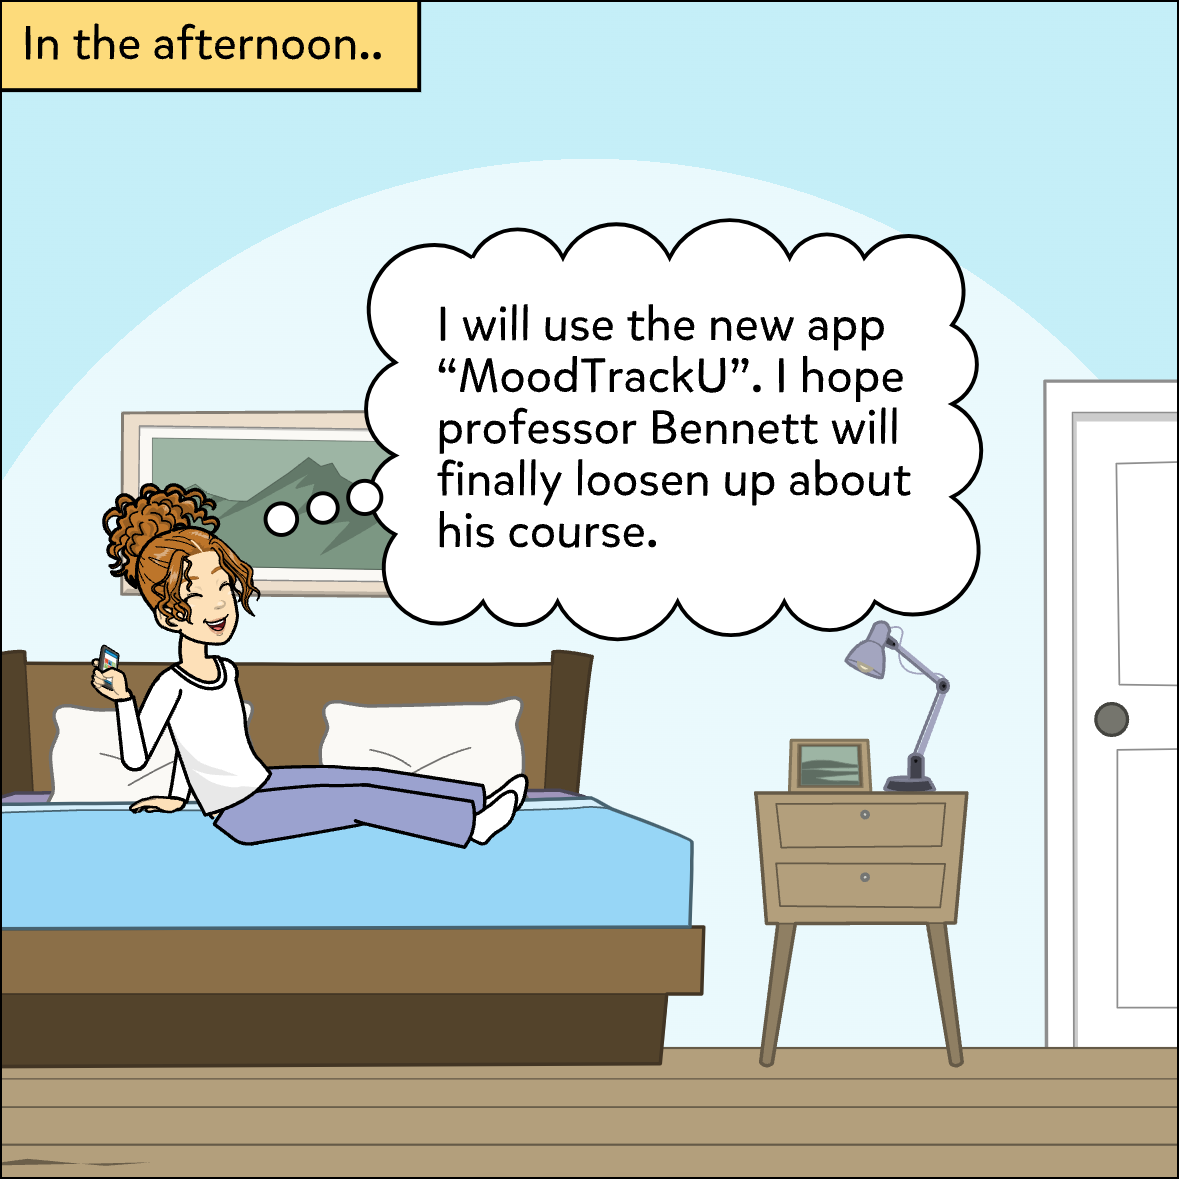 In the afternoon..
I will use the new app
“MoodTrackU”. I hope
professor Bennett will
finally loosen up about
his course.